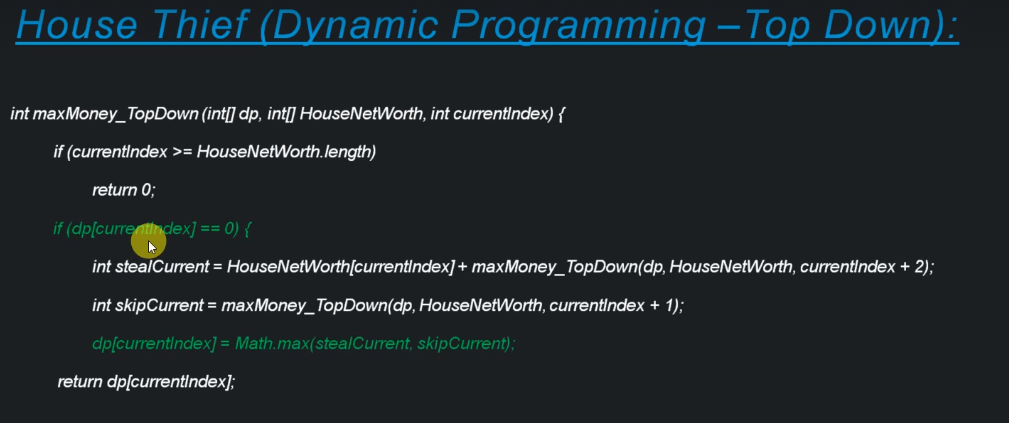 House Thief (Dynamic Programming –Top Down):
int maxMoney_TopDown (int[] dp, int[] HouseNetWorth, int currentIndex) {
if (currentIndex >= HouseNetWorth.length)
return 0;
if (dp[currentIndex] == 0) {
int stealCurrent = HouseNetWorth[currentIndex] + maxMoney_TopDown(dp, HouseNetWorth, currentIndex + 2);
int skipCurrent = maxMoney_TopDown(dp, HouseNetWorth, currentIndex + 1);
dp[currentIndex] = Math.max(stealCurrent, skipCurrent);
return dp[currentIndex];